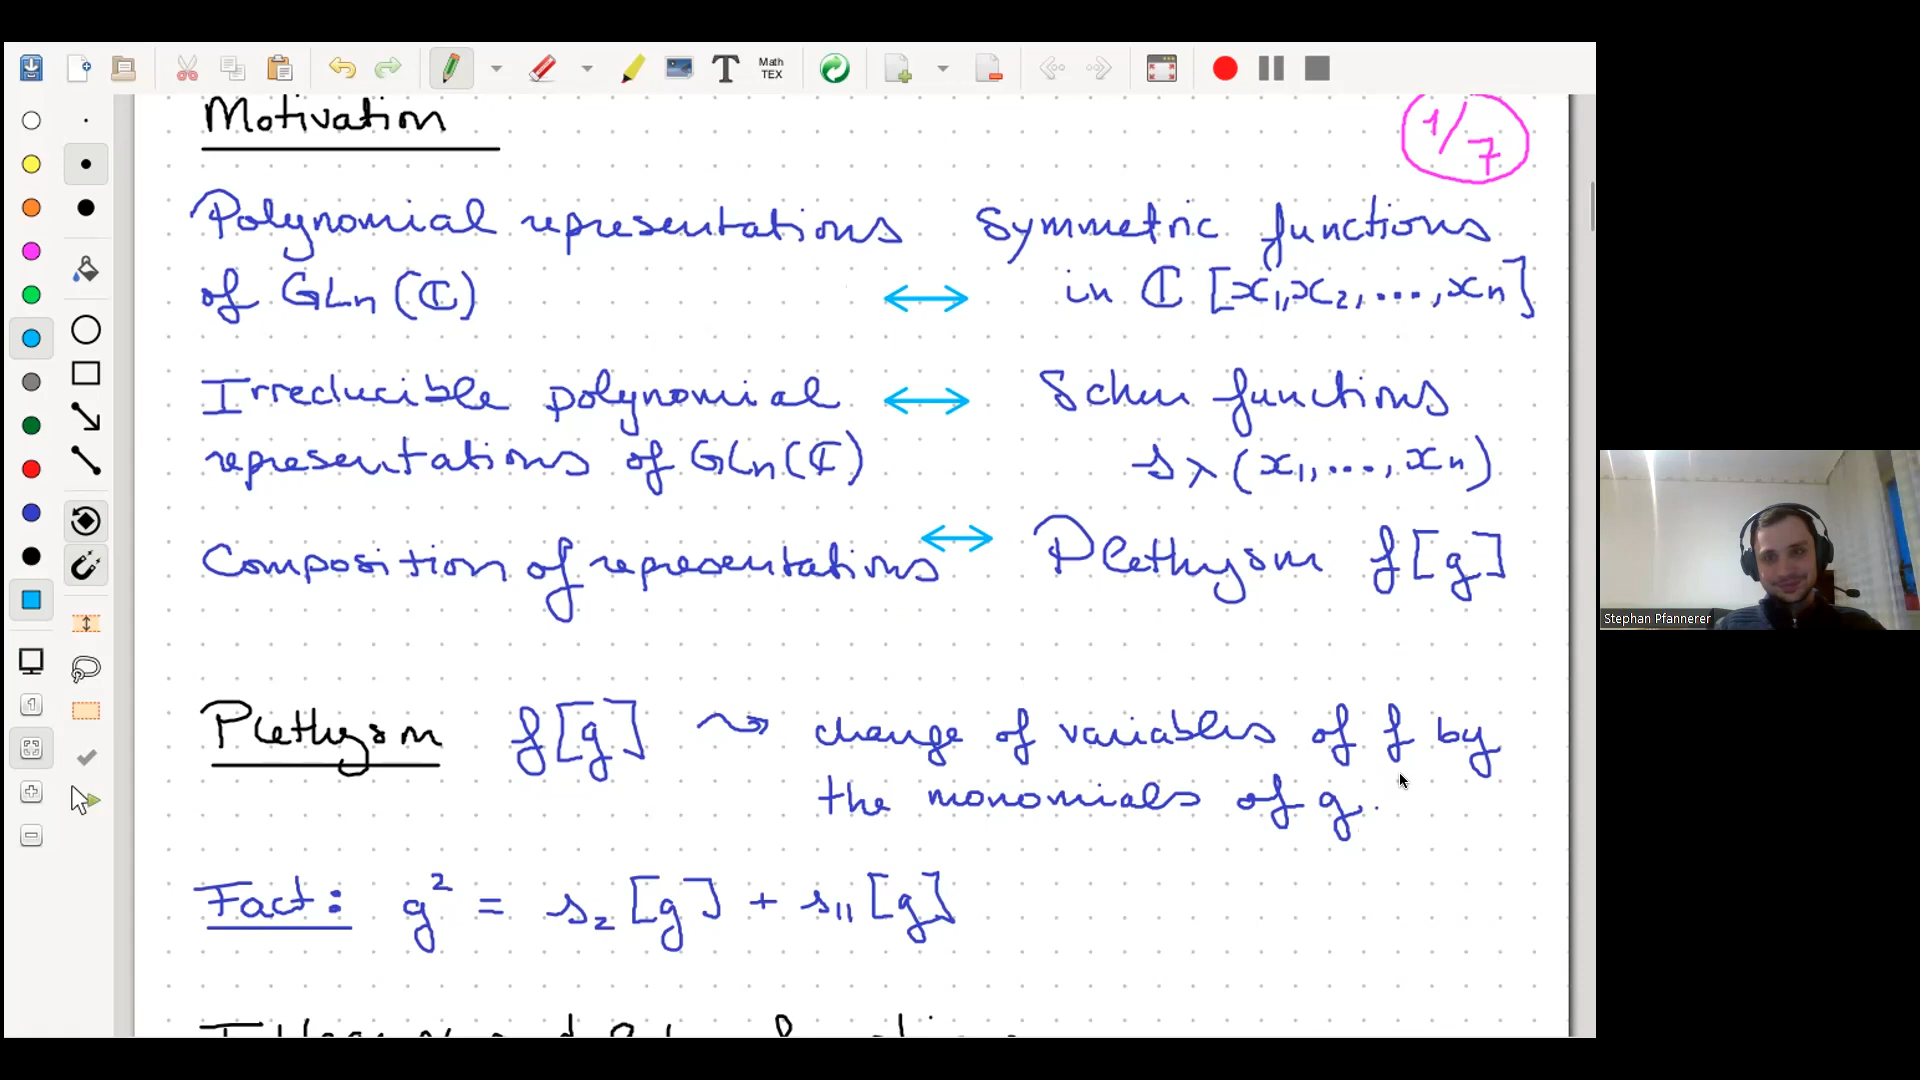 Math
TEX
Motivation
1/7
Polynomial representations Symmetric functions
of GLn(ℂ) ⟷ in ℂ[x₁,x₂,...,xn]
Irreducible polynomial ⟷ Schur functions
representations of GLn(ℂ) sλ(x₁,...,xn)
Composition of representations ⟷ Plethysm f[g]
Plethysm f[g] ⇝ change of variables of f by
the monomials of g.
Fact: g² = s₂[g] + s₁₁[g]
Stephan Pfannerer